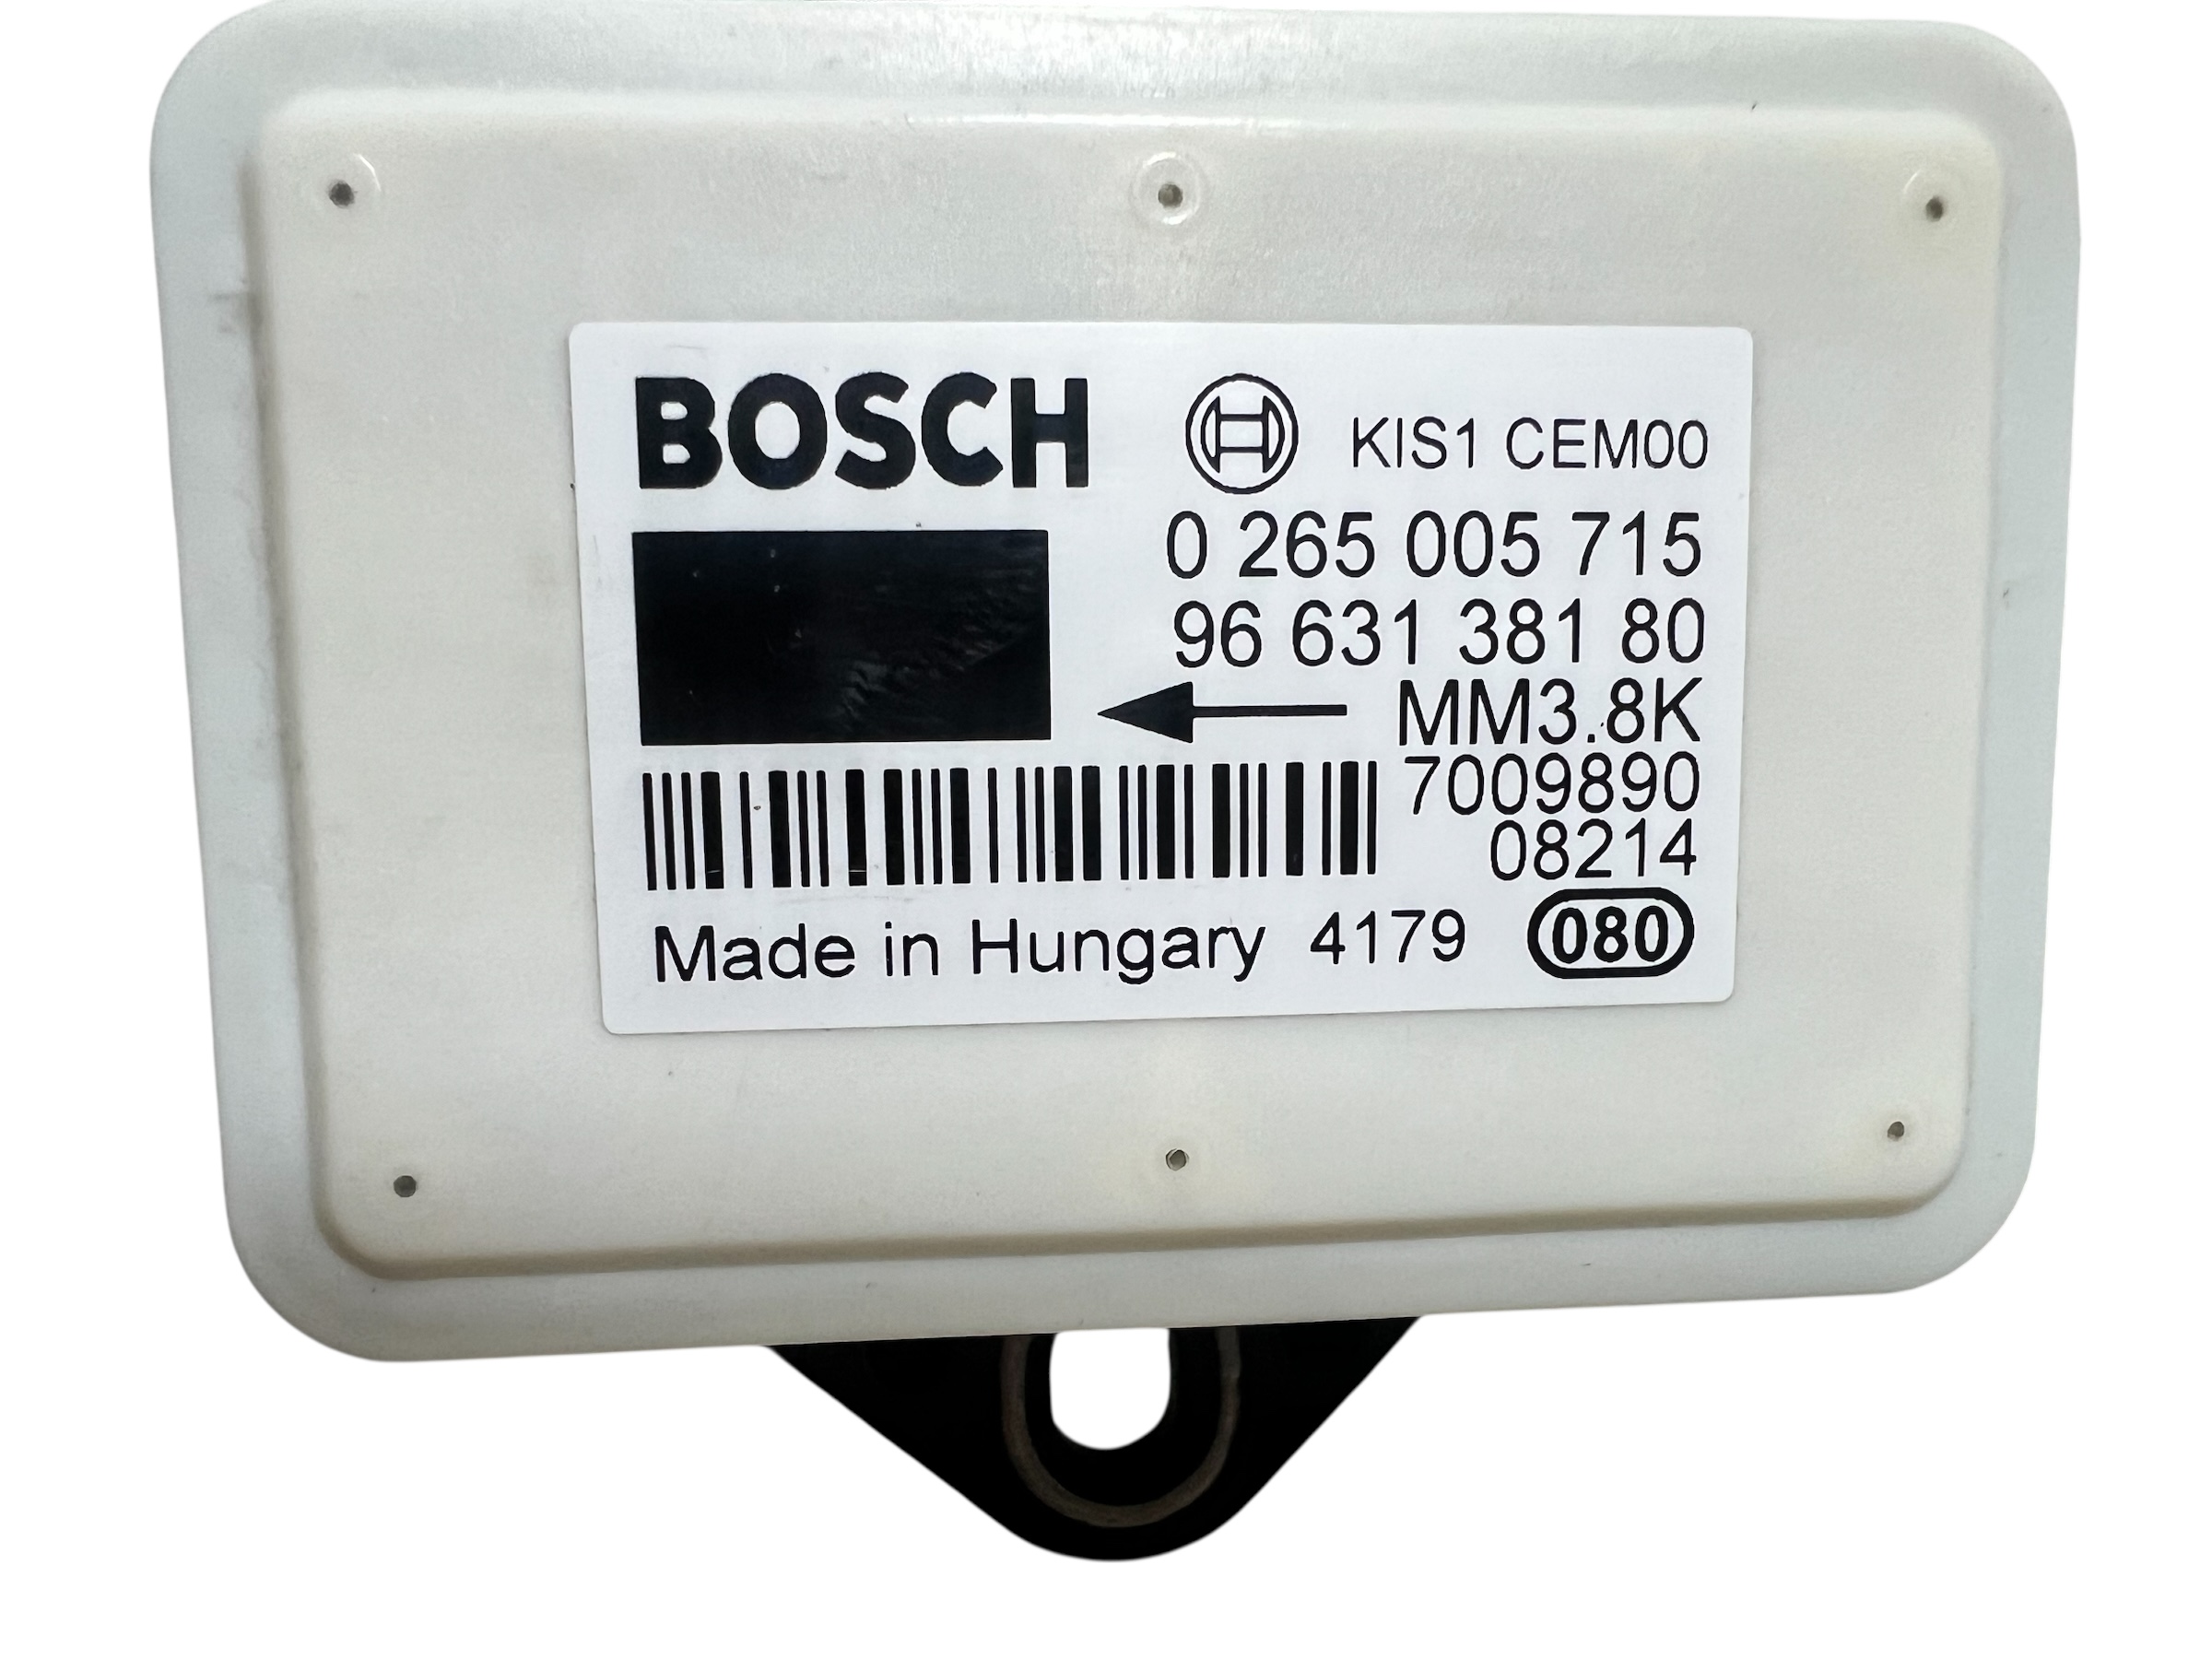 BOSCH KIS1 CEM00
0 265 005 715
96 631 381 80
MM3.8K
7009890
08214
Made in Hungary 4179 080